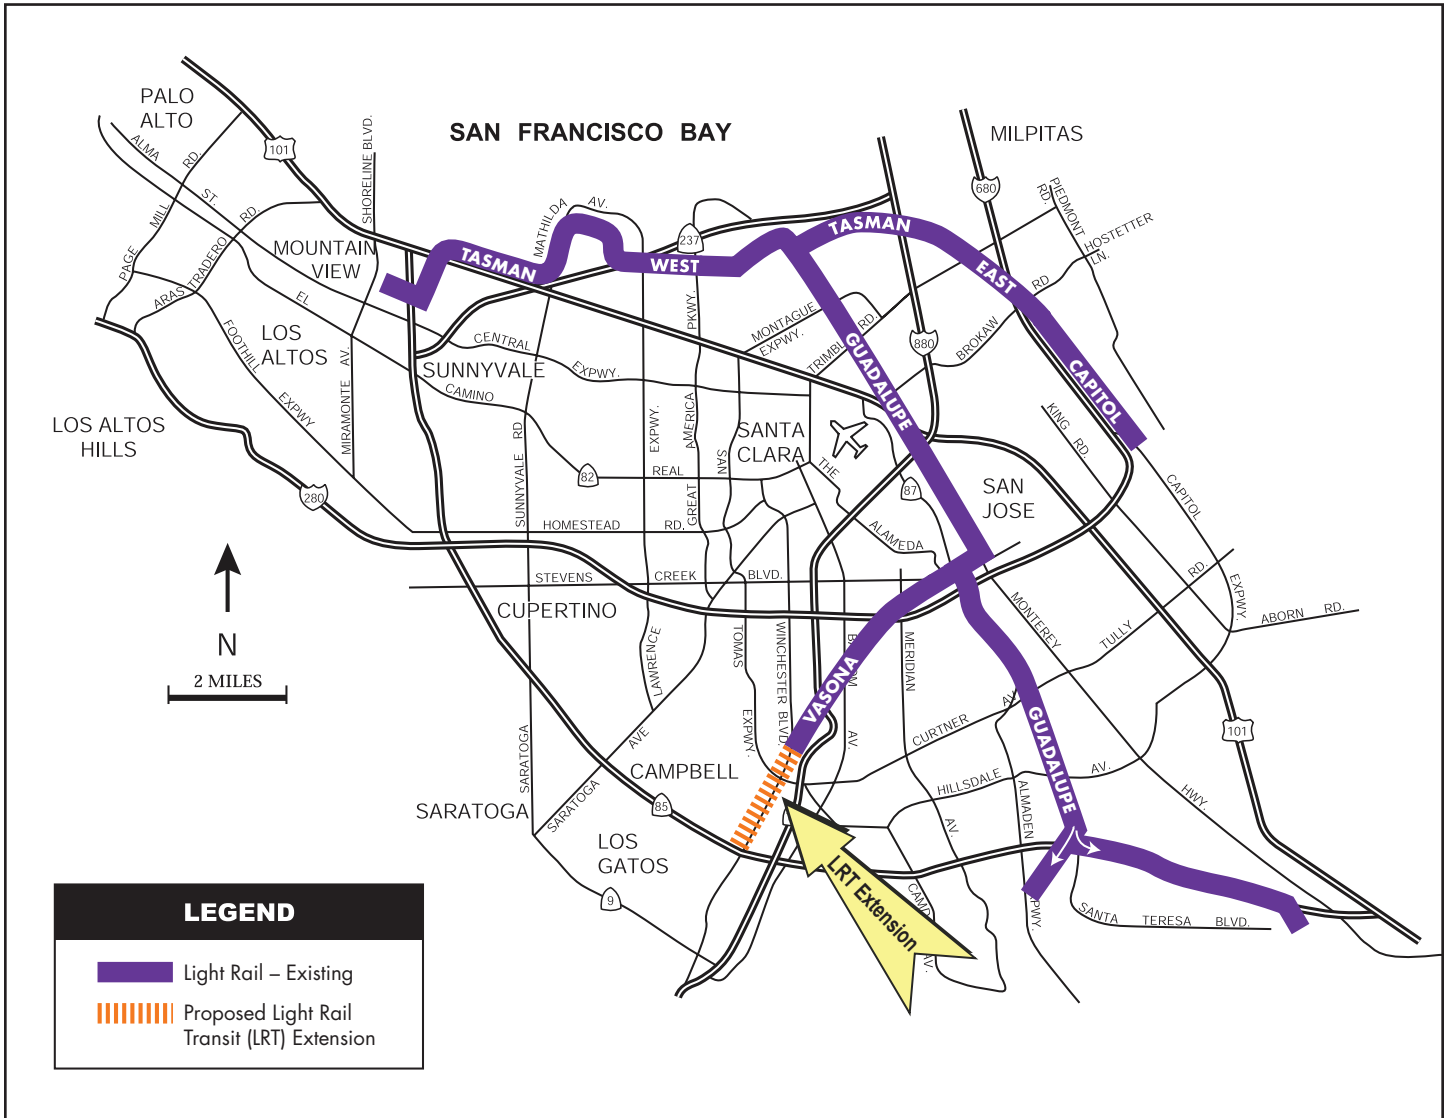 PALO
ALTO
SAN FRANCISCO BAY
MILPITAS
ALMA
ST.
101
SHORELINE BLVD.
680
PIEDMONT
RD.
HOSTETTER
LN.
PAGE
MILL
RD.
ARASTRADERO
RD.
MOUNTAIN
VIEW
MATHILDA
AV.
237
TASMAN
WEST
TASMAN
EAST
CAPITOL
EL
CAMINO
REAL
FOOTHILL
EXPWY
LOS
ALTOS
CENTRAL
EXPWY.
SUNNYVALE
MONTAGUE
EXPWY.
RD.
GUADALUPE
880
BROKAW
RD
LOS ALTOS
HILLS
MIRAMONTE AV.
SUNNYVALE RD
82
LAWRENCE
EXPWY.
GREAT
AMERICA
PKWY.
SAN
TOMAS
EXPWY.
SANTA
CLARA
THE
ALAMEDA
87
SAN
JOSE
KING
RD.
CAPITOL
EXPWY.
280
HOMESTEAD RD.
STEVENS CREEK BLVD.
CUPERTINO
N
2 MILES
WINCHESTER BLVD.
AV.
MERIDIAN
AV.
MONTEREY
HWY.
TULLY
RD.
ABORN RD.
VASONA
CURTNER
AV.
GUADALUPE
101
SARATOGA
SARATOGA
AVE
CAMPBELL
SARATOGA
85
HILLSDALE
AV.
ALMADEN
LOS
GATOS
9
LRT Extension
AV.
SANTA TERESA BLVD.
LEGEND
Light Rail – Existing
Proposed Light Rail
Transit (LRT) Extension